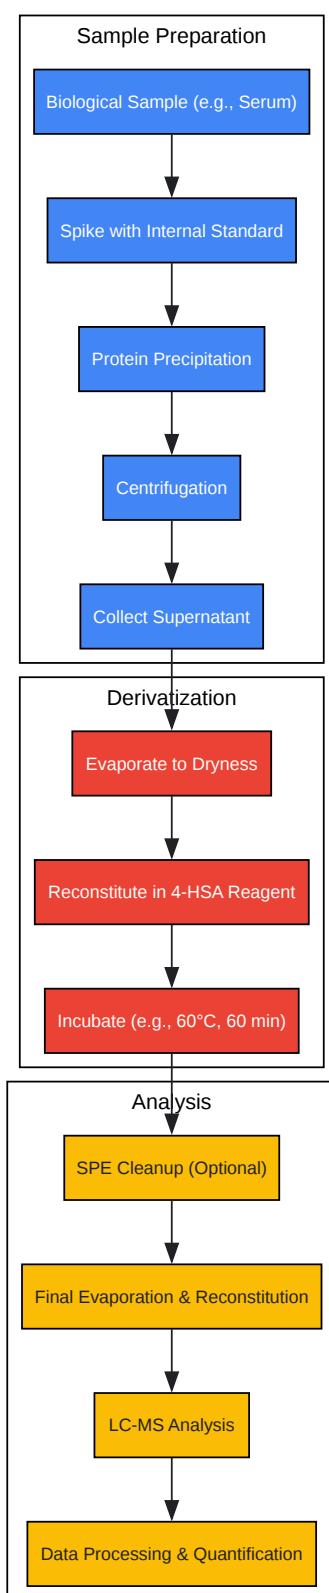 Sample Preparation
Biological Sample (e.g., Serum)
Spike with Internal Standard
Protein Precipitation
Centrifugation
Collect Supernatant
Derivatization
Evaporate to Dryness
Reconstitute in 4-HSA Reagent
Incubate (e.g., 60°C, 60 min)
Analysis
SPE Cleanup (Optional)
Final Evaporation & Reconstitution
LC-MS Analysis
Data Processing & Quantification